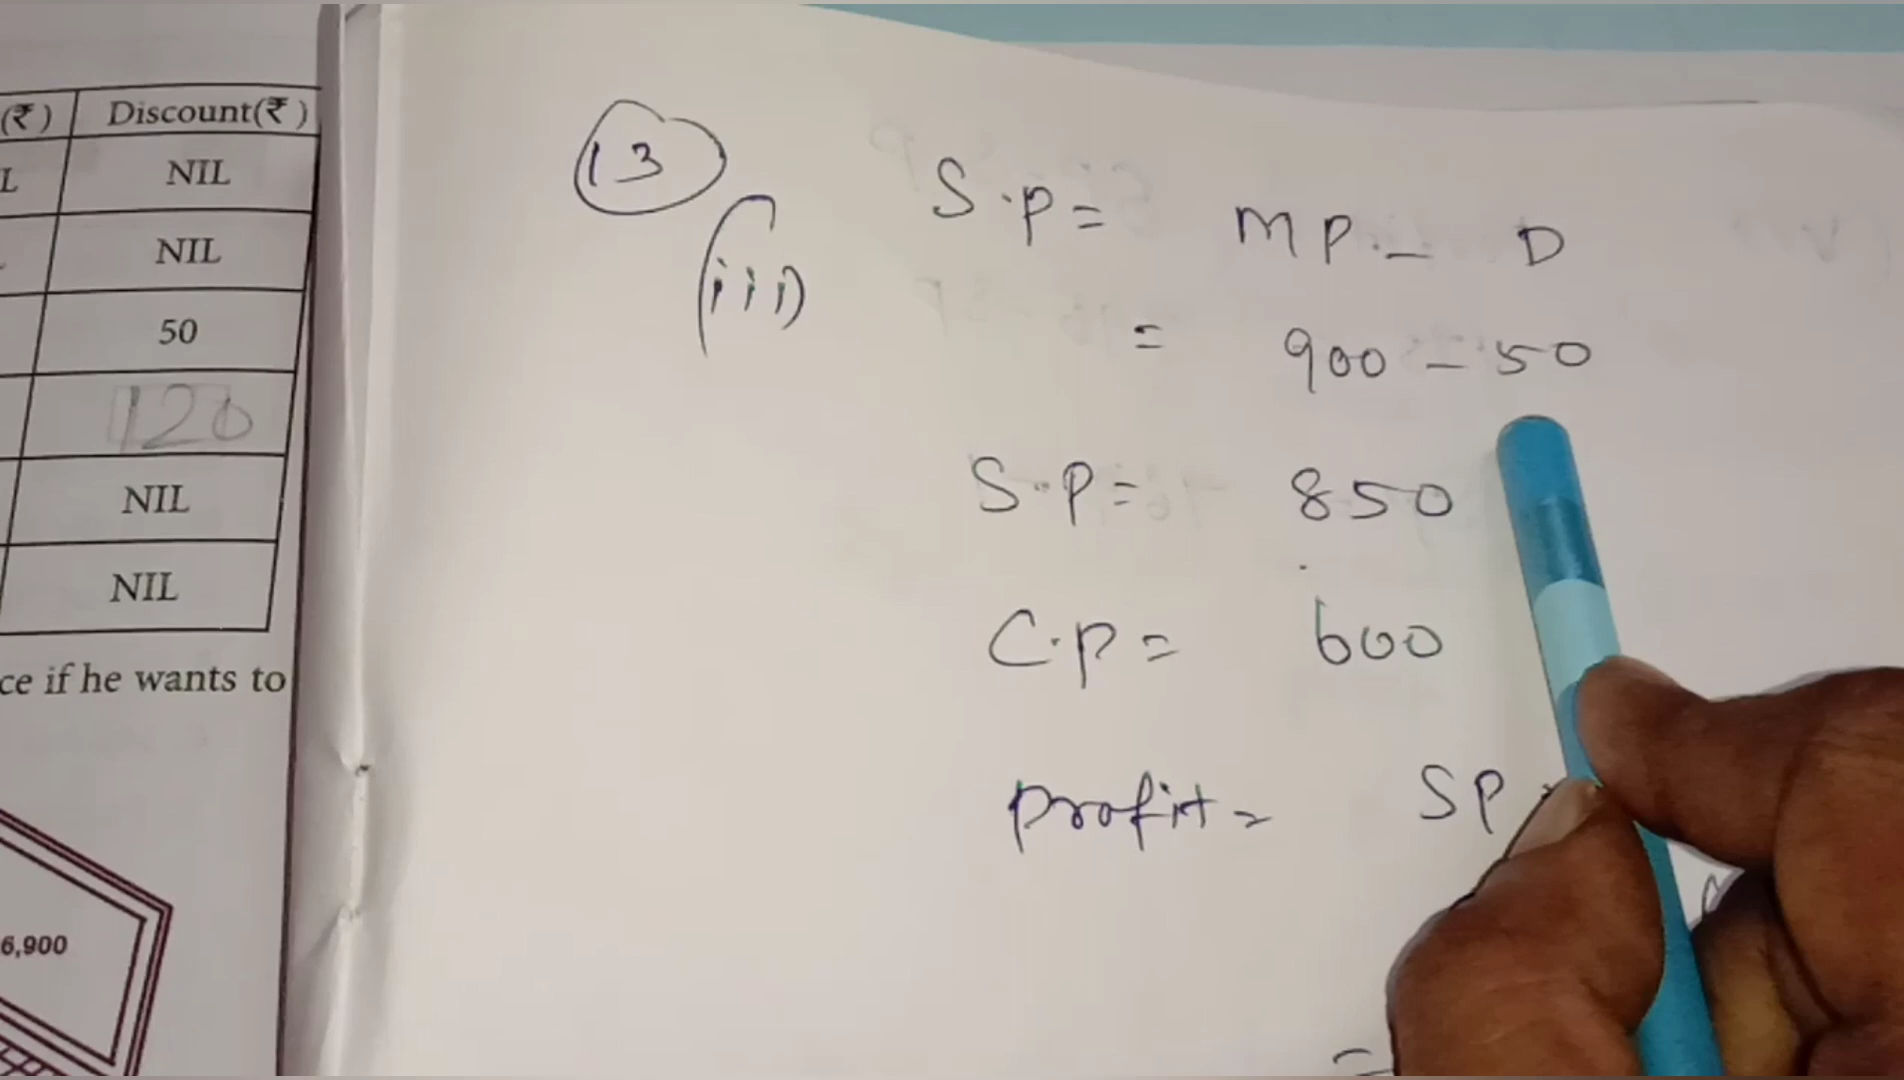 (₹) Discount(₹)
L NIL
NIL
50
120
NIL
NIL
ce if he wants to
6,900
13
(iii)
S.p = MP. - D
= 900 - 50
S.P = 850
C.p = 600
profit = SP
=